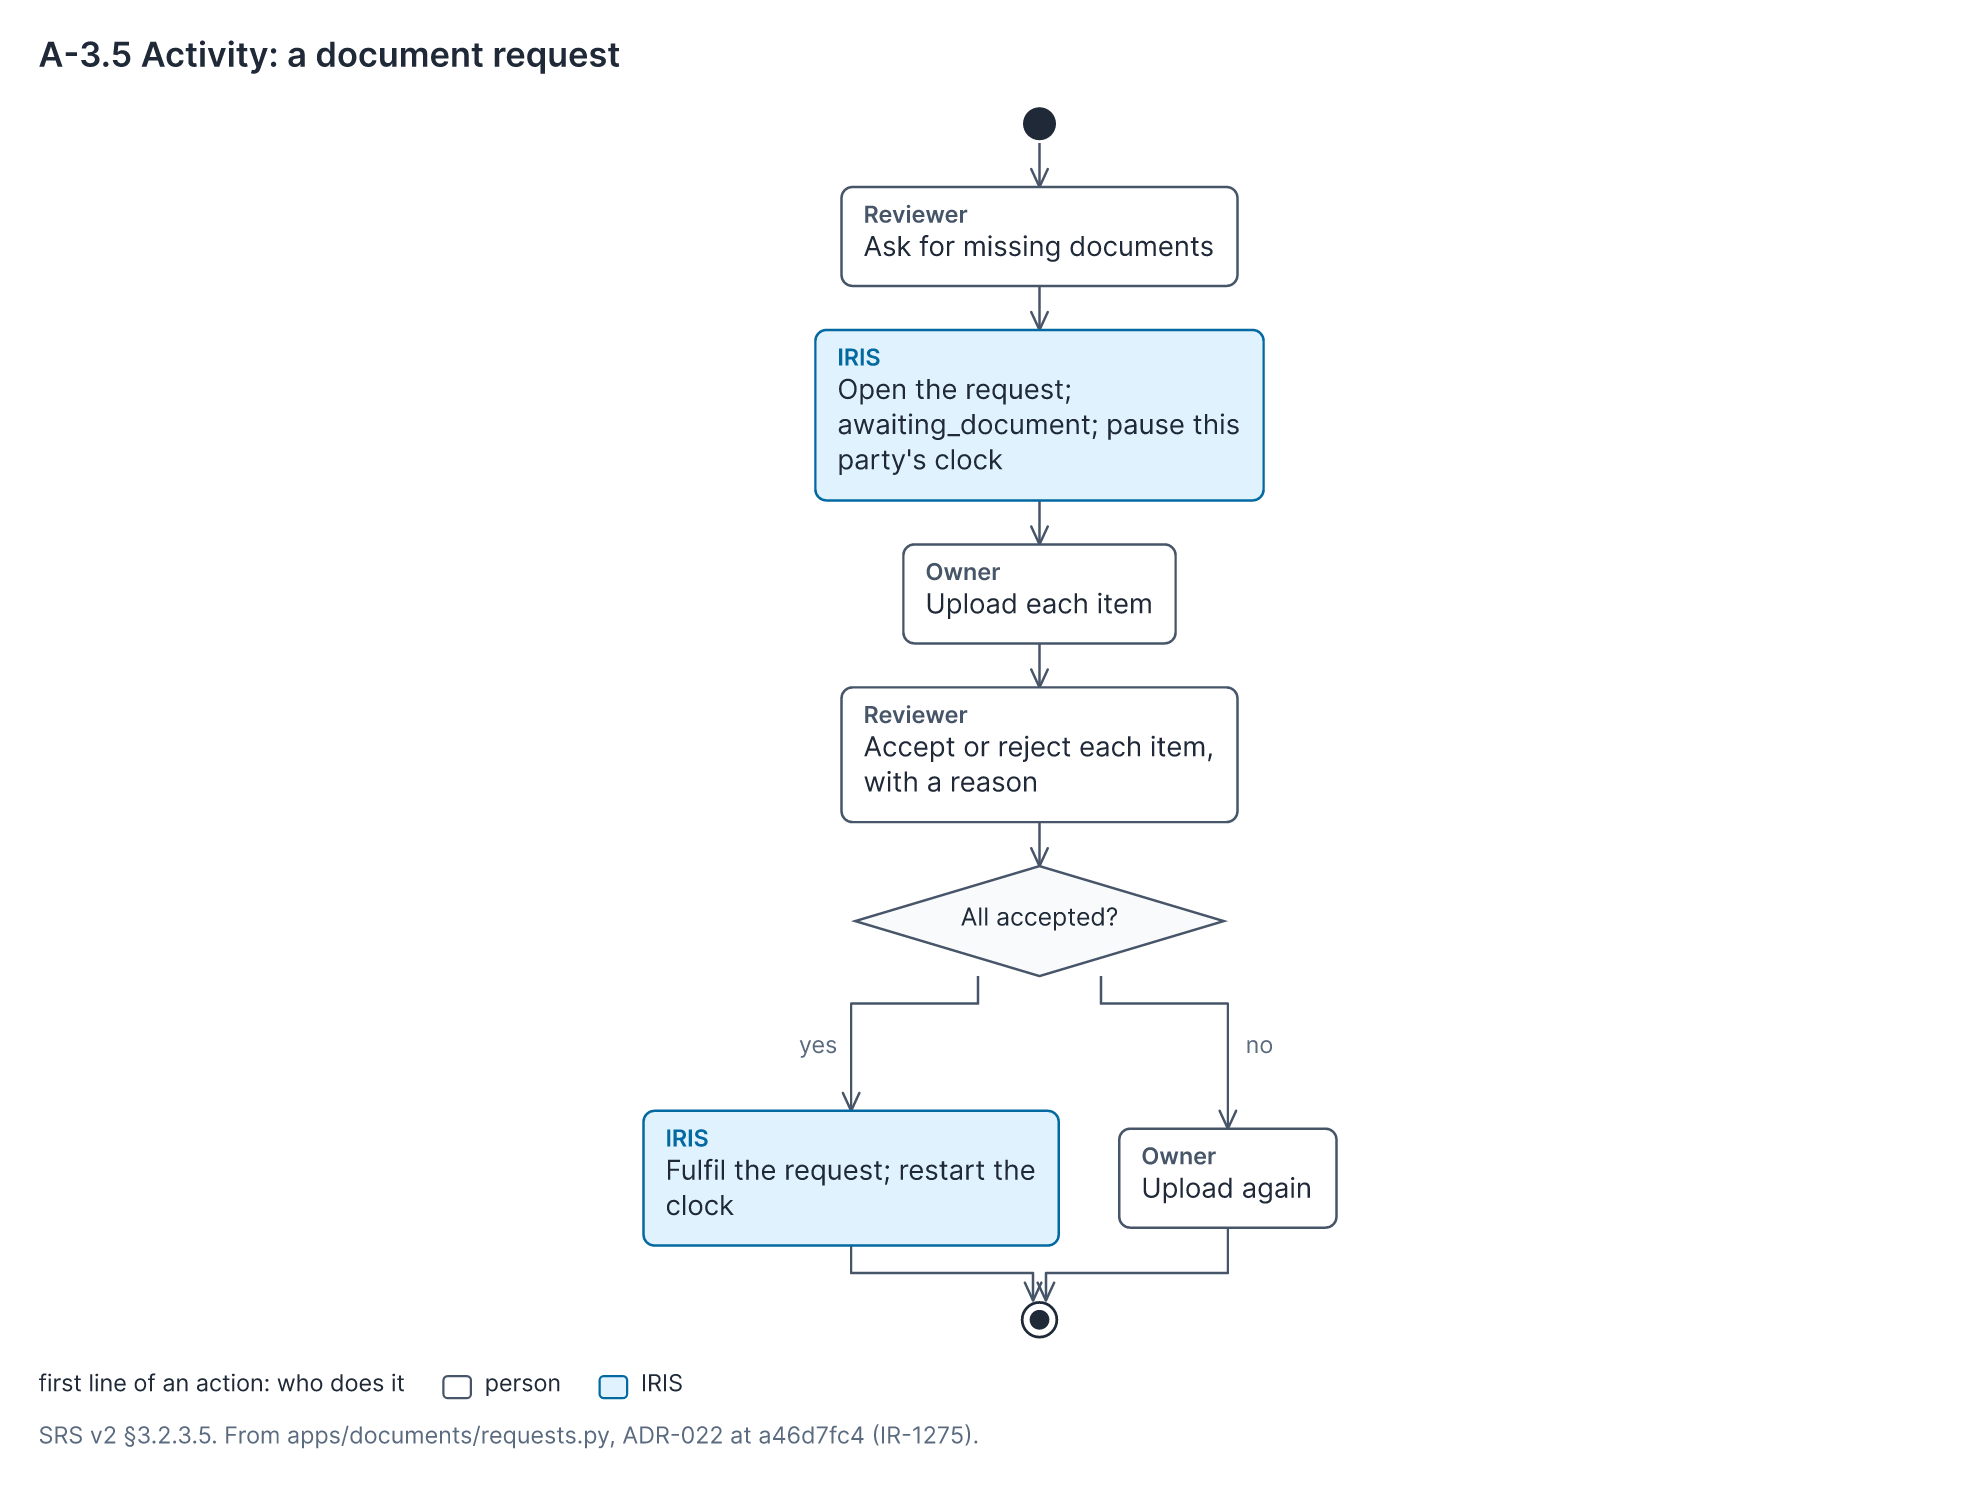 A-3.5 Activity: a document request
Reviewer
Ask for missing documents
IRIS
Open the request;
awaiting_document; pause this
party's clock
Owner
Upload each item
Reviewer
Accept or reject each item,
with a reason
All accepted?
yes
no
IRIS
Fulfil the request; restart the
clock
Owner
Upload again
first line of an action: who does it
person
IRIS
SRS v2 §3.2.3.5. From apps/documents/requests.py, ADR-022 at a46d7fc4 (IR-1275).